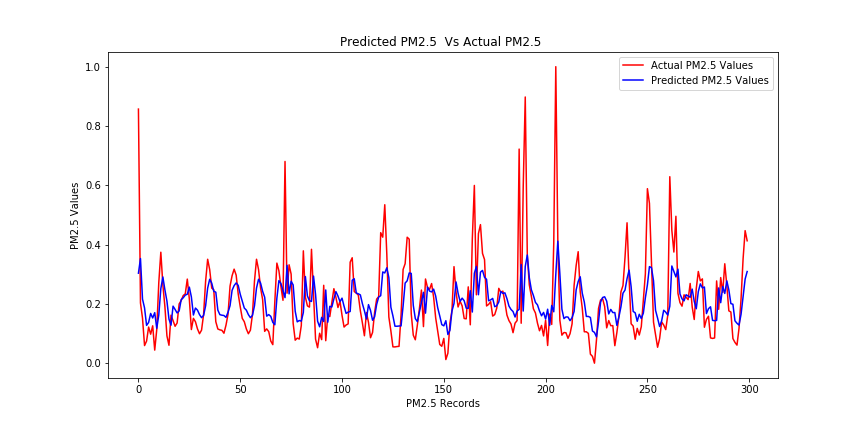 Predicted PM2.5  Vs Actual PM2.5
Actual PM2.5 Values
Predicted PM2.5 Values
PM2.5 Values
1.0
0.8
0.6
0.4
0.2
0.0
0 50 100 150 200 250 300
PM2.5 Records